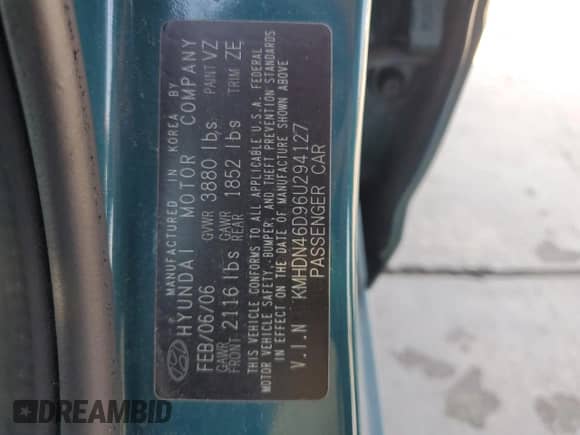 MANUFACTURED IN KOREA BY
HYUNDAI MOTOR COMPANY
FEB/06/06 GVWR 3880 lbs PAINT VZ
GAWR FRONT 2116 lbs GAWR REAR 1852 lbs TRIM ZE
THIS VEHICLE CONFORMS TO ALL APPLICABLE U.S.A. FEDERAL
MOTOR VEHICLE SAFETY, BUMPER, AND THEFT PREVENTION STANDARDS
IN EFFECT ON THE DATE OF MANUFACTURE SHOWN ABOVE
V.I.N KMHDN46D96U294127
PASSENGER CAR
DREAMBID